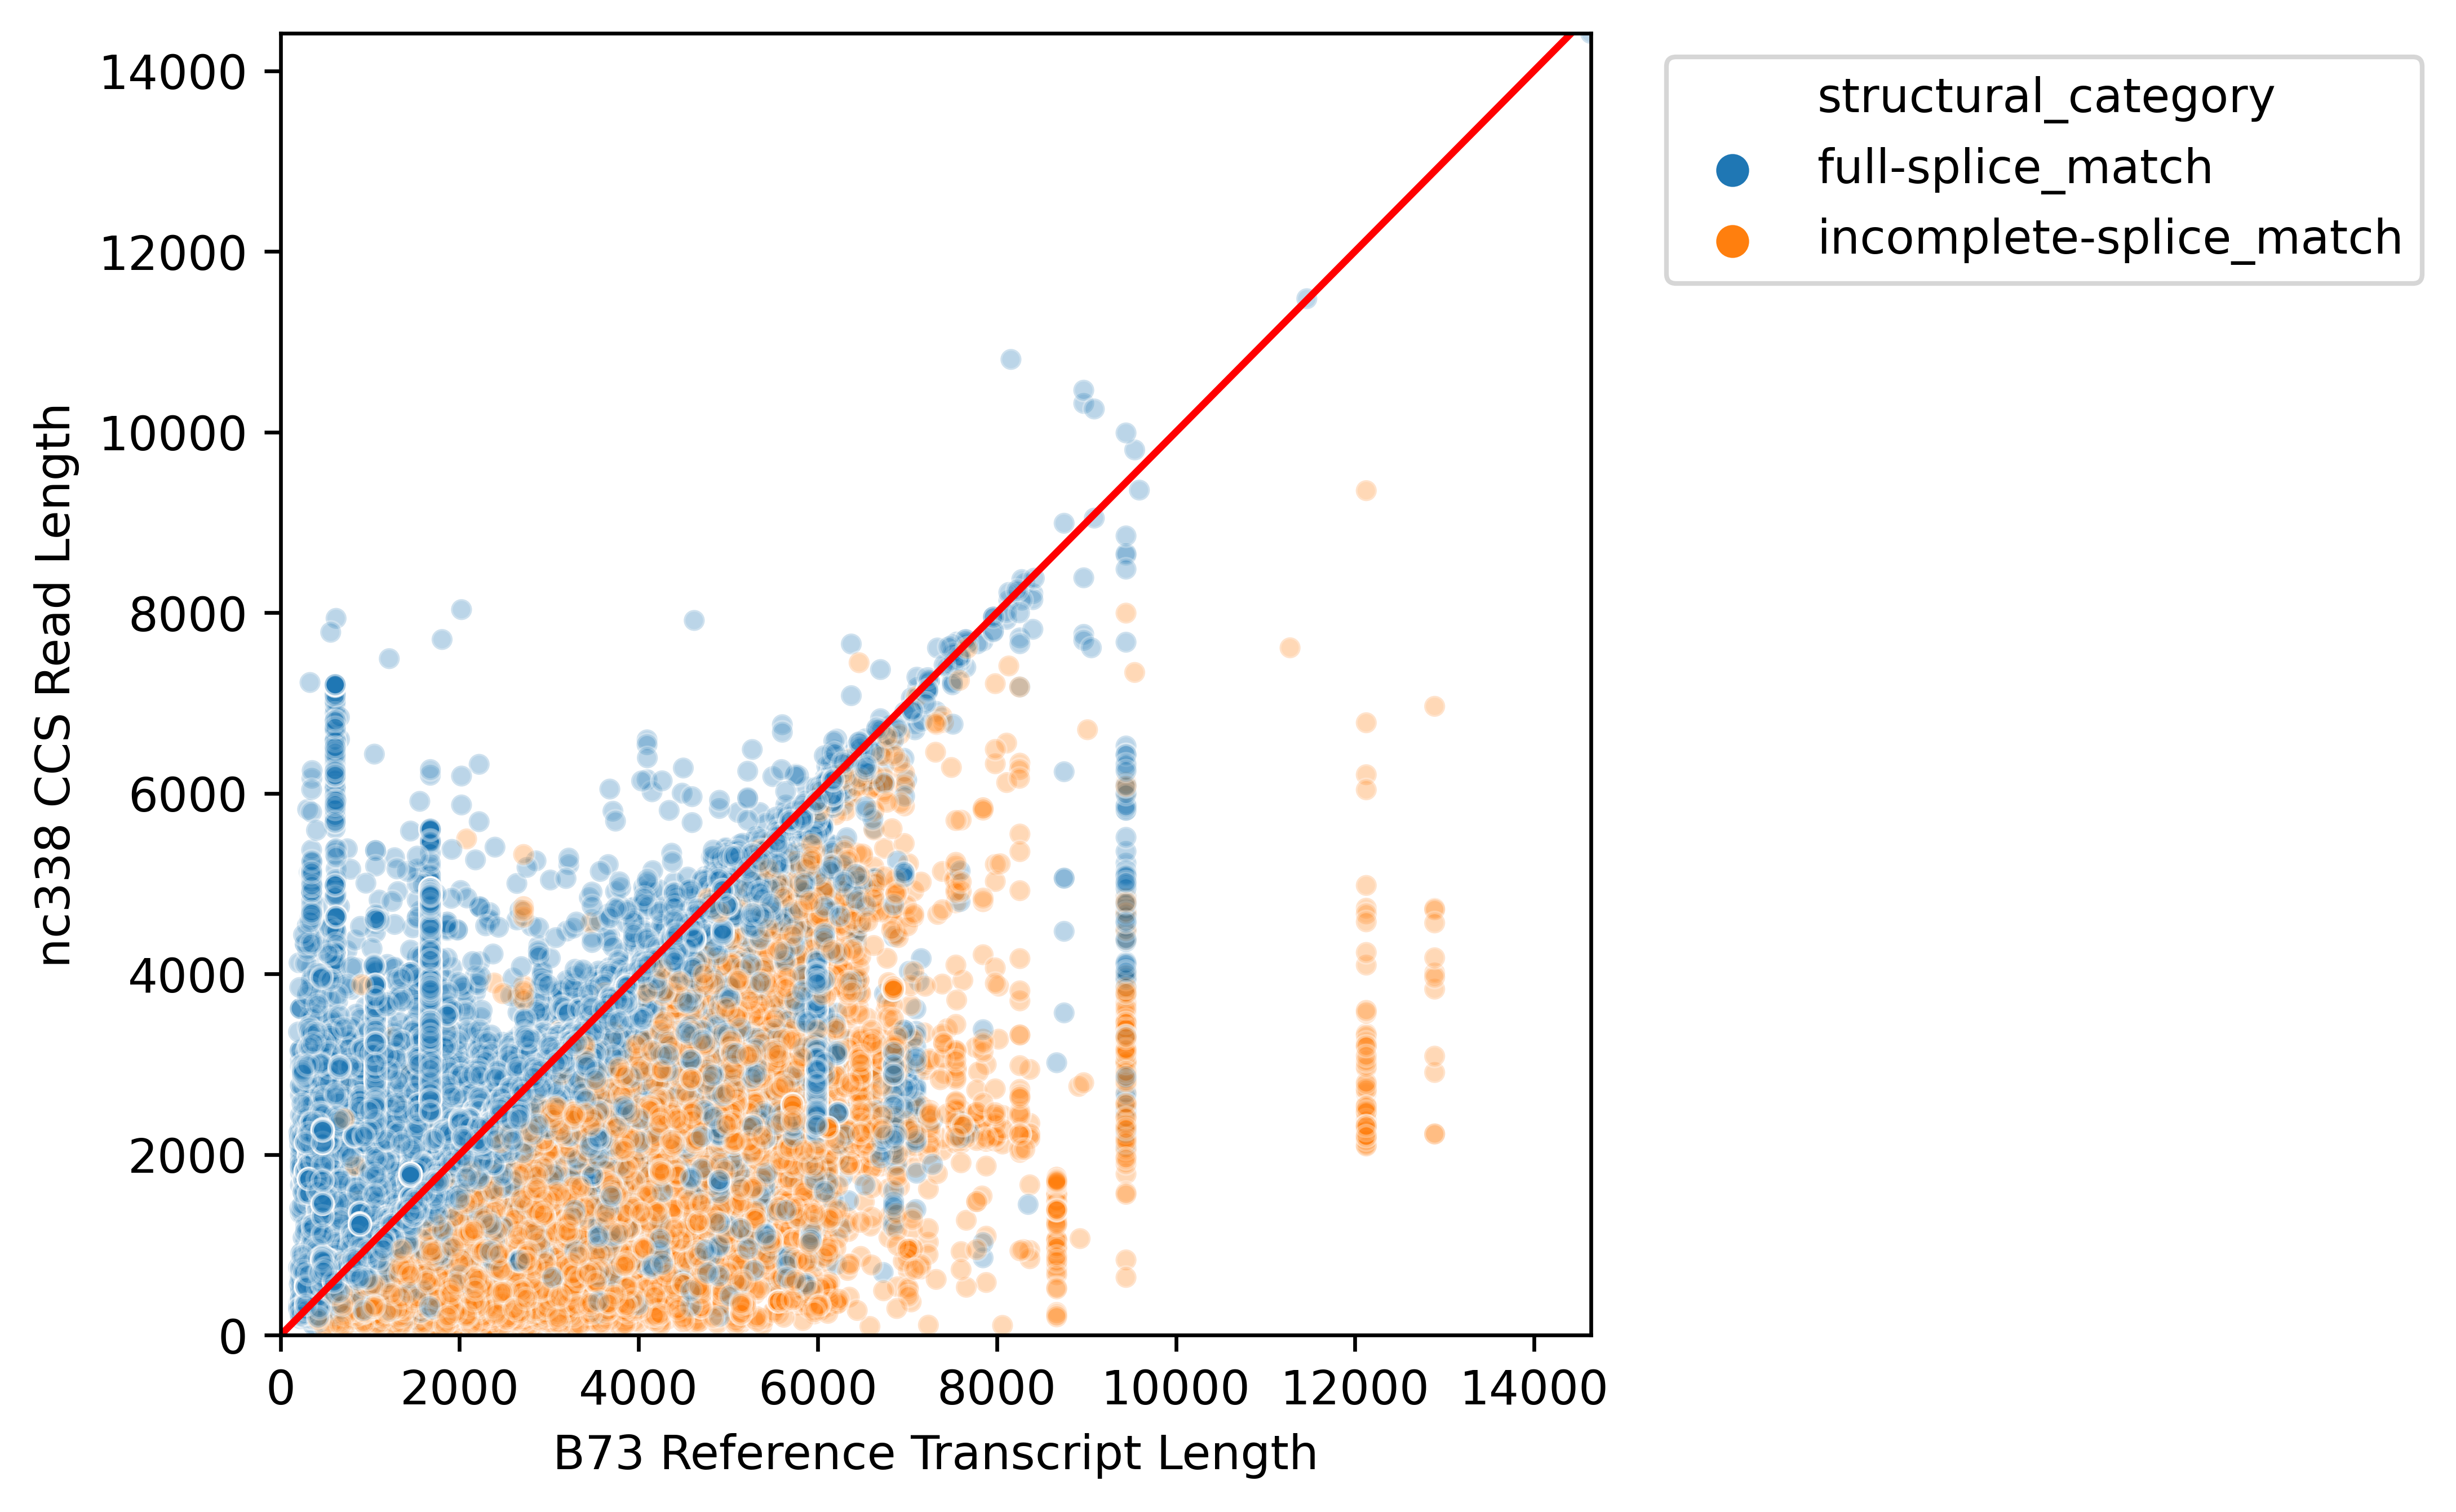 14000
12000
10000
8000
6000
4000
2000
0
nc338 CCS Read Length
0 2000 4000 6000 8000 10000 12000 14000
B73 Reference Transcript Length
structural_category
full-splice_match
incomplete-splice_match